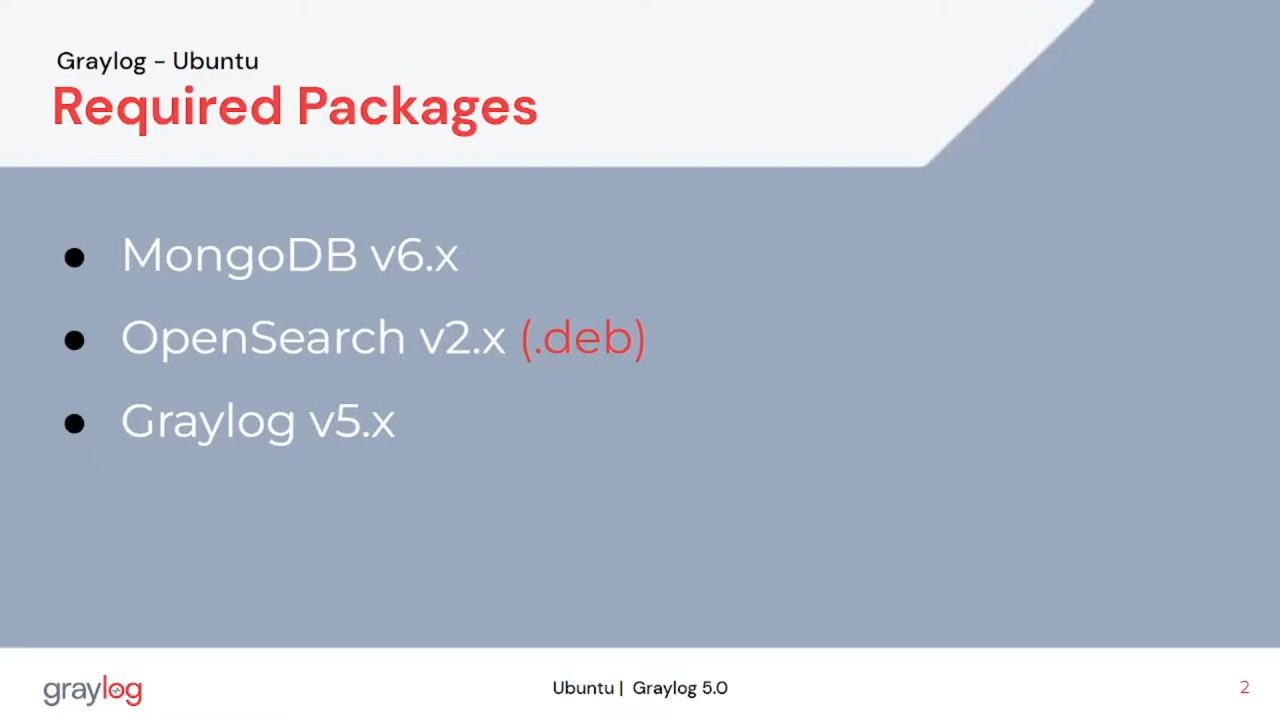 Graylog - Ubuntu
Required Packages
● MongoDB v6.x
● OpenSearch v2.x (.deb)
● Graylog v5.x
graylog
Ubuntu | Graylog 5.0
2